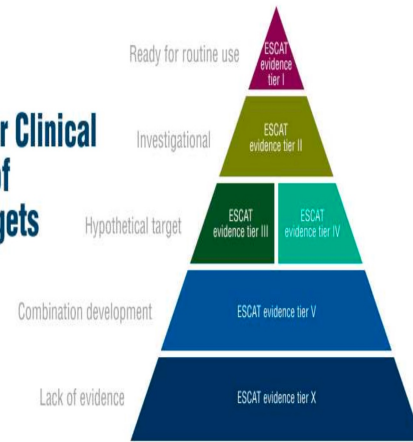 r Clinical
of
gets
Ready for routine use
ESCAT
evidence
tier I
Investigational
ESCAT
evidence tier II
Hypothetical target
ESCAT
evidence tier III
ESCAT
evidence tier IV
Combination development
ESCAT evidence tier V
Lack of evidence
ESCAT evidence tier X